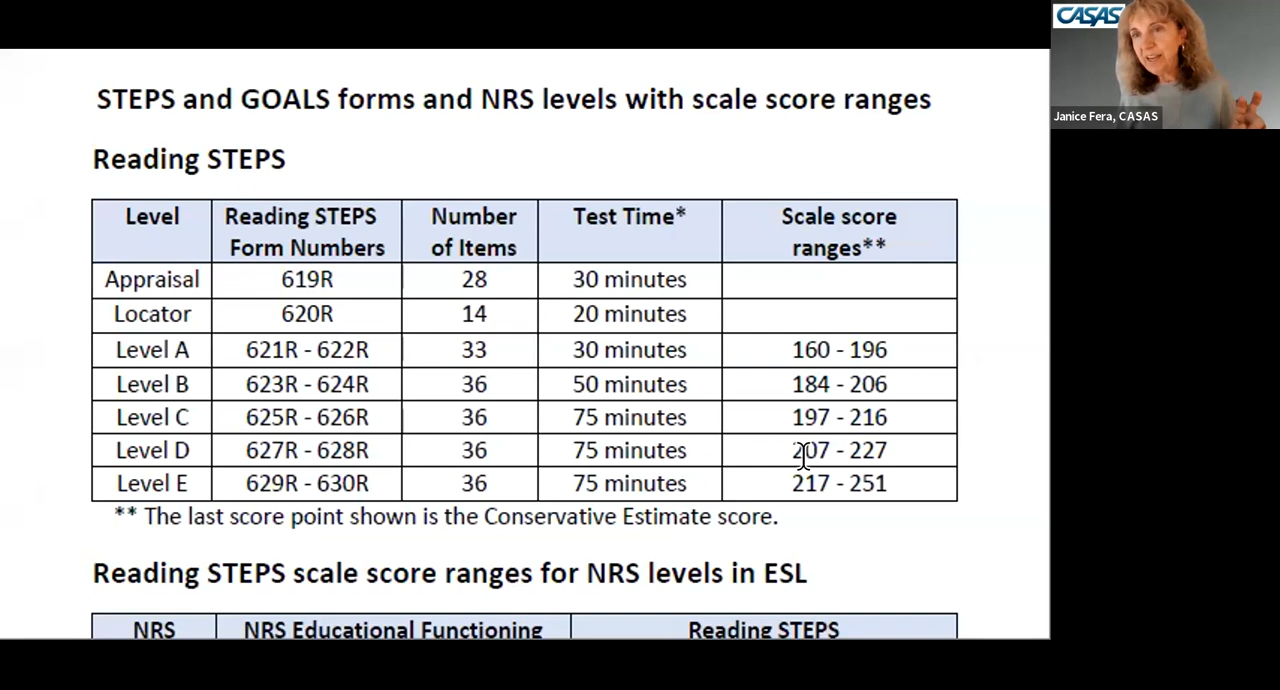 CASAS
Janice Fera, CASAS
STEPS and GOALS forms and NRS levels with scale score ranges
Reading STEPS
Level Reading STEPS Form Numbers Number of Items Test Time* Scale score ranges**
Appraisal 619R 28 30 minutes
Locator 620R 14 20 minutes
Level A 621R - 622R 33 30 minutes 160 - 196
Level B 623R - 624R 36 50 minutes 184 - 206
Level C 625R - 626R 36 75 minutes 197 - 216
Level D 627R - 628R 36 75 minutes 207 - 227
Level E 629R - 630R 36 75 minutes 217 - 251
** The last score point shown is the Conservative Estimate score.
Reading STEPS scale score ranges for NRS levels in ESL
NRS NRS Educational Functioning Reading STEPS